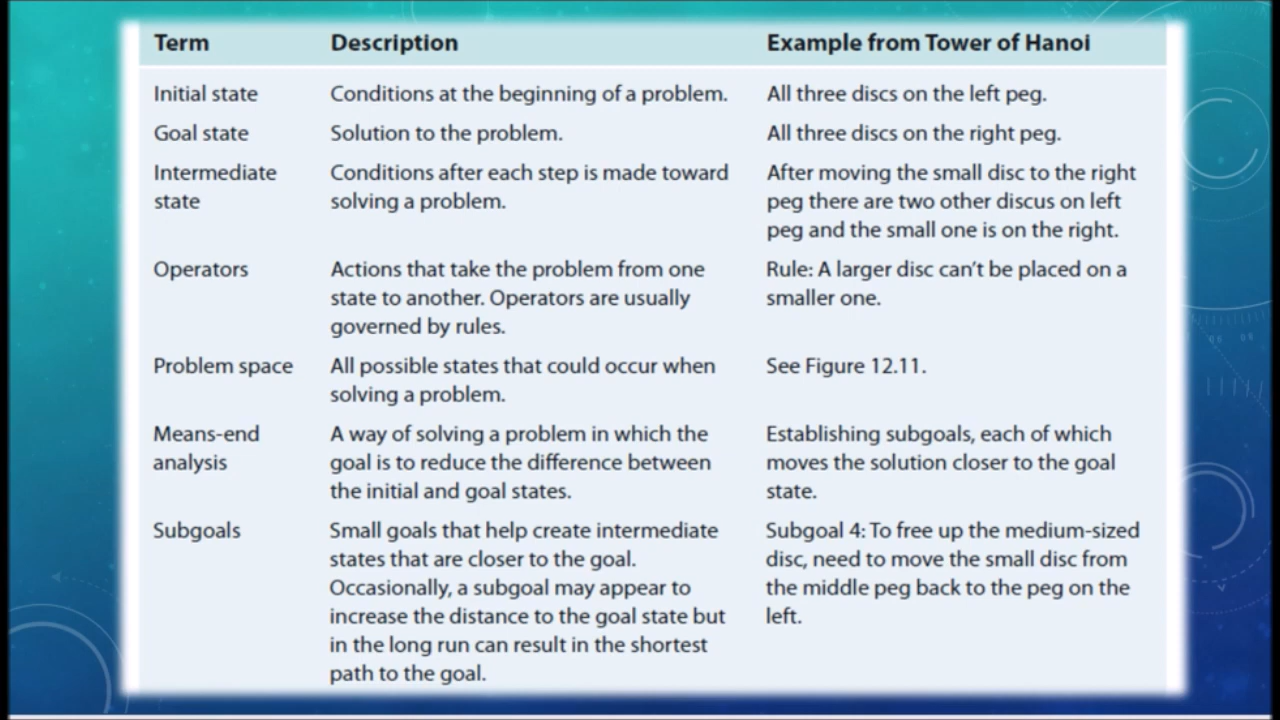 Term Description Example from Tower of Hanoi
Initial state Conditions at the beginning of a problem. All three discs on the left peg.
Goal state Solution to the problem. All three discs on the right peg.
Intermediate state
Conditions after each step is made toward
solving a problem.
After moving the small disc to the right
peg there are two other discus on left
peg and the small one is on the right.
Operators
Actions that take the problem from one
state to another. Operators are usually
governed by rules.
Rule: A larger disc can’t be placed on a
smaller one.
Problem space
All possible states that could occur when
solving a problem.
See Figure 12.11.
Means-end
analysis
A way of solving a problem in which the
goal is to reduce the difference between
the initial and goal states.
Establishing subgoals, each of which
moves the solution closer to the goal
state.
Subgoals
Small goals that help create intermediate
states that are closer to the goal.
Occasionally, a subgoal may appear to
increase the distance to the goal state but
in the long run can result in the shortest
path to the goal.
Subgoal 4: To free up the medium-sized
disc, need to move the small disc from
the middle peg back to the peg on the
left.